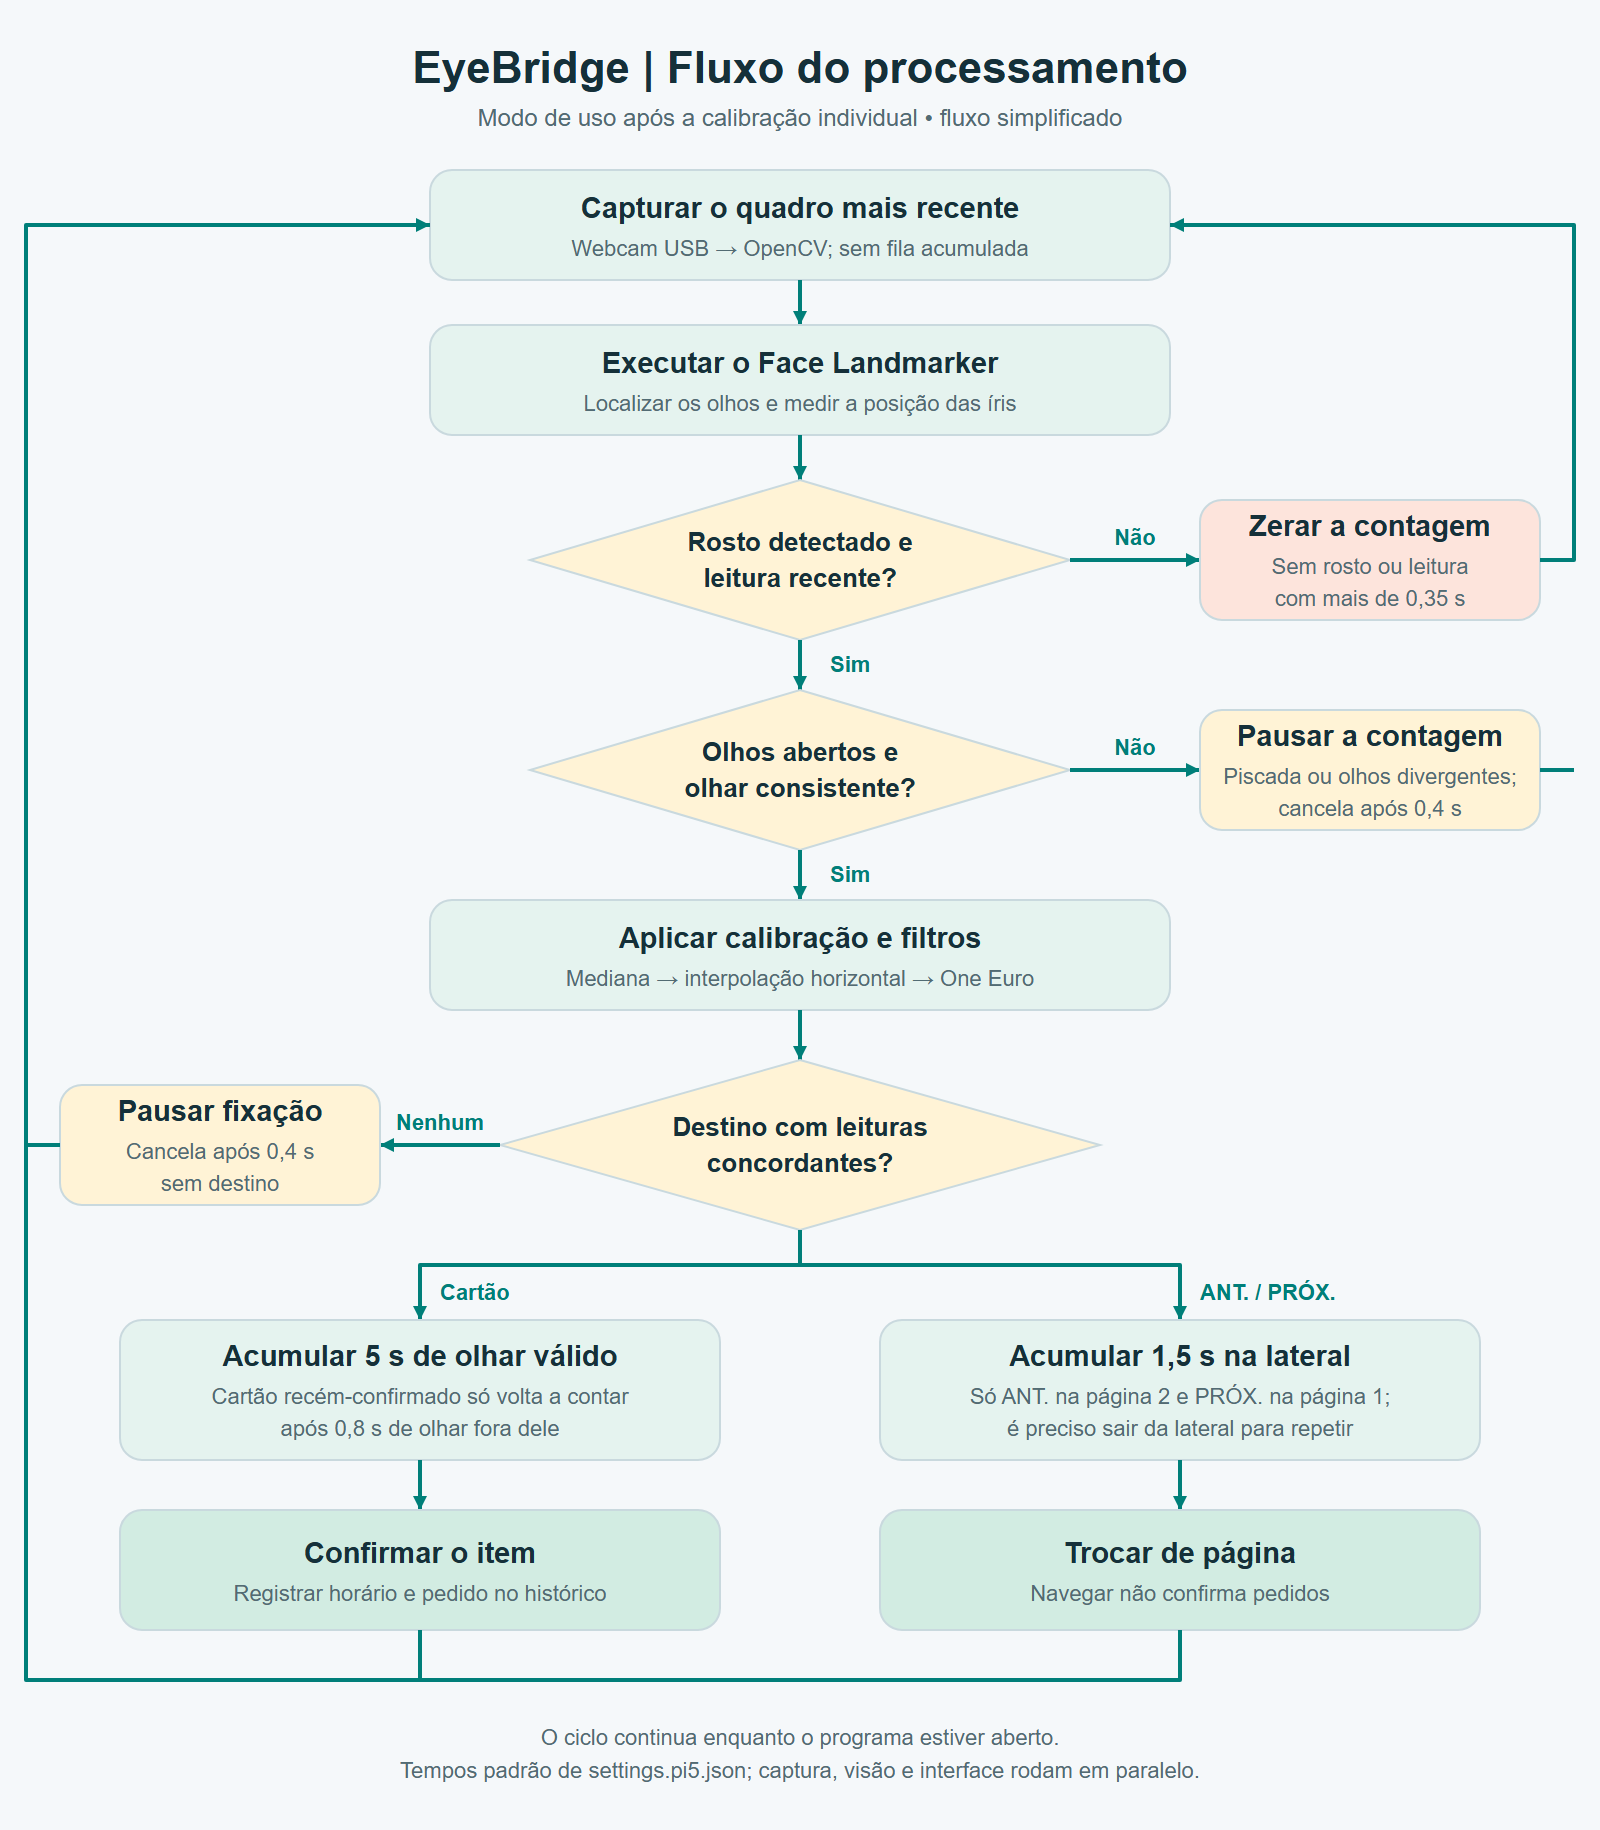 EyeBridge | Fluxo do processamento
Modo de uso após a calibração individual • fluxo simplificado
Capturar o quadro mais recente
Webcam USB → OpenCV; sem fila acumulada
Executar o Face Landmarker
Localizar os olhos e medir a posição das íris
Rosto detectado e
leitura recente?
Não
Zerar a contagem
Sem rosto ou leitura
com mais de 0,35 s
Sim
Olhos abertos e
olhar consistente?
Não
Pausar a contagem
Piscada ou olhos divergentes;
cancela após 0,4 s
Sim
Aplicar calibração e filtros
Mediana → interpolação horizontal → One Euro
Destino com leituras
concordantes?
Nenhum
Pausar fixação
Cancela após 0,4 s
sem destino
Cartão
Acumular 5 s de olhar válido
Cartão recém-confirmado só volta a contar
após 0,8 s de olhar fora dele
ANT. / PRÓX.
Acumular 1,5 s na lateral
Só ANT. na página 2 e PRÓX. na página 1;
é preciso sair da lateral para repetir
Confirmar o item
Registrar horário e pedido no histórico
Trocar de página
Navegar não confirma pedidos
O ciclo continua enquanto o programa estiver aberto.
Tempos padrão de settings.pi5.json; captura, visão e interface rodam em paralelo.